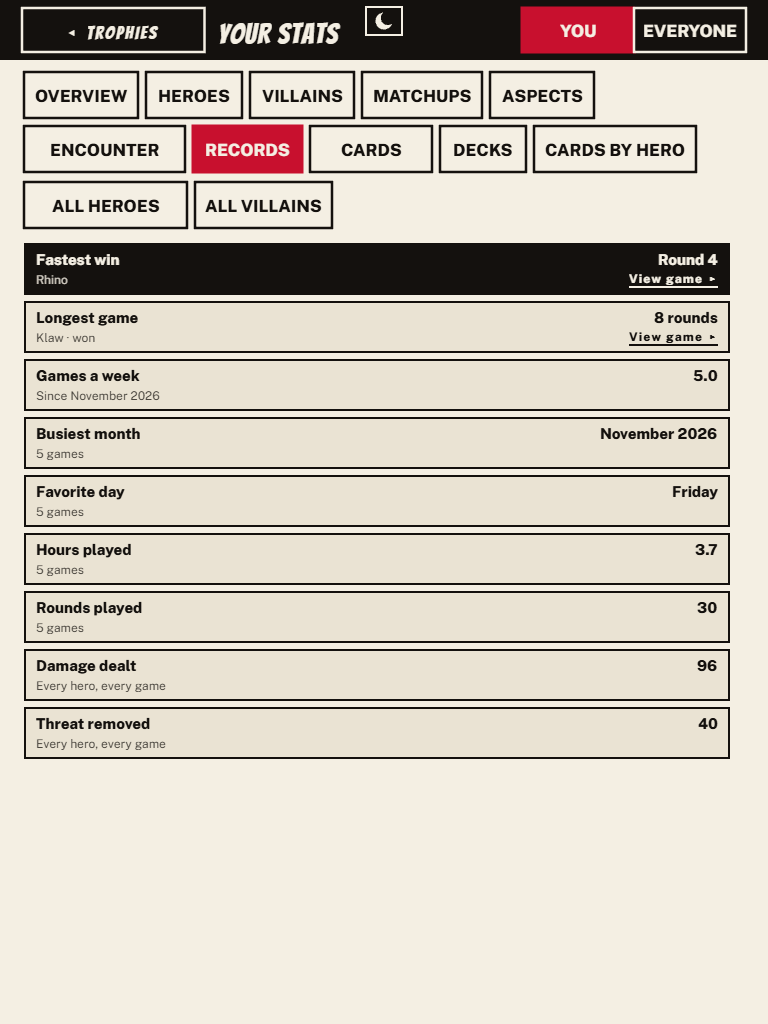 ◂ TROPHIES
YOUR STATS
YOU
EVERYONE
OVERVIEW
HEROES
VILLAINS
MATCHUPS
ASPECTS
ENCOUNTER
RECORDS
CARDS
DECKS
CARDS BY HERO
ALL HEROES
ALL VILLAINS
Fastest win
Round 4
Rhino
View game ▸
Longest game
8 rounds
Klaw · won
View game ▸
Games a week
5.0
Since November 2026
Busiest month
November 2026
5 games
Favorite day
Friday
5 games
Hours played
3.7
5 games
Rounds played
30
5 games
Damage dealt
96
Every hero, every game
Threat removed
40
Every hero, every game